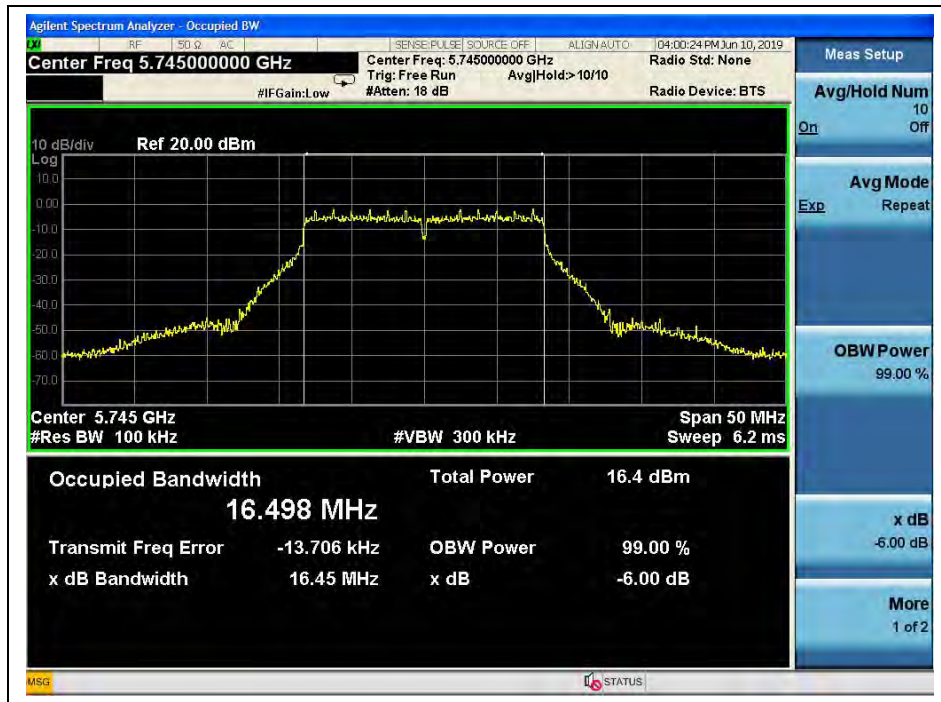 Agilent Spectrum Analyzer - Occupied BW
LXI RF 50 Ω AC SENSE:PULSE SOURCE OFF ALIGN AUTO 04:00:24 PM Jun 10, 2019
Center Freq 5.745000000 GHz
Center Freq: 5.745000000 GHz
Radio Std: None
Trig: Free Run Avg|Hold:> 10/10
#IFGain:Low #Atten: 18 dB Radio Device: BTS
10 dB/div Ref 20.00 dBm
Log
10.0
0.00
-10.0
-20.0
-30.0
-40.0
-50.0
-60.0
-70.0
Center 5.745 GHz Span 50 MHz
#Res BW 100 kHz #VBW 300 kHz Sweep 6.2 ms
Occupied Bandwidth Total Power 16.4 dBm
16.498 MHz
Transmit Freq Error -13.706 kHz OBW Power 99.00 %
x dB Bandwidth 16.45 MHz x dB -6.00 dB
Meas Setup
Avg/Hold Num
10
On Off
Avg Mode
Exp Repeat
OBW Power
99.00 %
x dB
-6.00 dB
More
1 of 2
MSG STATUS